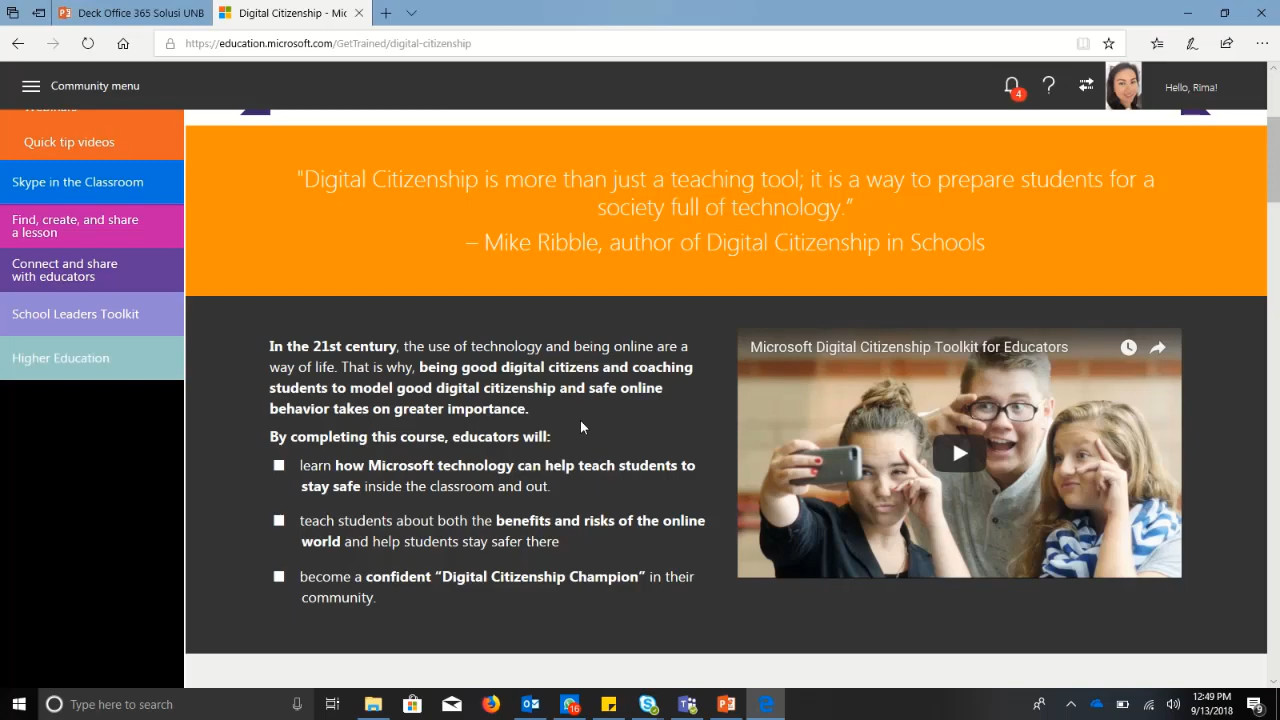 Deck Office 365 Solusi UNB
Digital Citizenship - Mic
https://education.microsoft.com/GetTrained/digital-citizenship
Community menu
4
Hello, Rima!
Webinars
Quick tip videos
Skype in the Classroom
Find, create, and share
a lesson
Connect and share
with educators
School Leaders Toolkit
Higher Education
"Digital Citizenship is more than just a teaching tool; it is a way to prepare students for a
society full of technology.”
– Mike Ribble, author of Digital Citizenship in Schools
In the 21st century, the use of technology and being online are a
way of life. That is why, being good digital citizens and coaching
students to model good digital citizenship and safe online
behavior takes on greater importance.
By completing this course, educators will:
learn how Microsoft technology can help teach students to
stay safe inside the classroom and out.
teach students about both the benefits and risks of the online
world and help students stay safer there
become a confident “Digital Citizenship Champion” in their
community.
Microsoft Digital Citizenship Toolkit for Educators
Type here to search
16
12:49 PM
9/13/2018
9